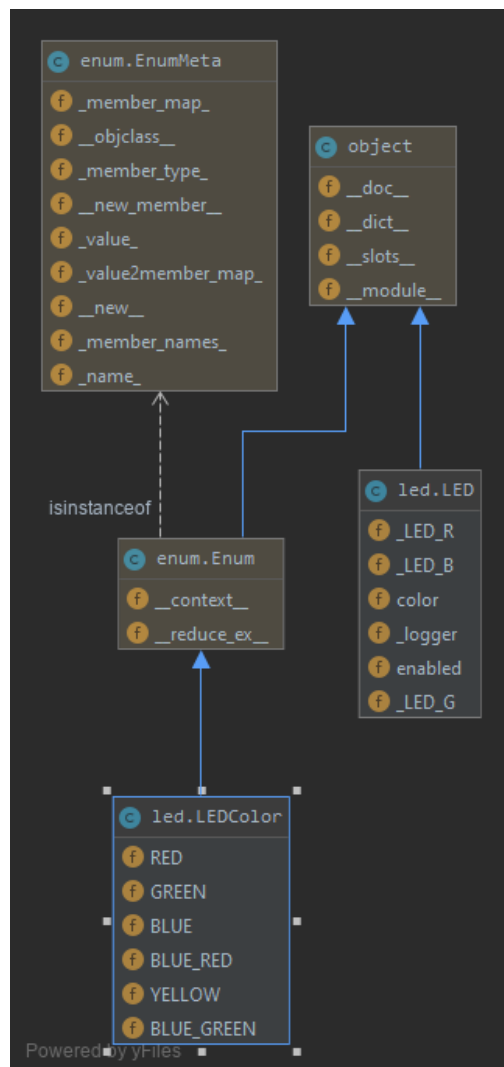 C enum.EnumMeta
f _member_map_
f __objclass__
f _member_type_
f __new_member__
f _value_
f _value2member_map_
f __new__
f _member_names_
f _name_
C object
f __doc__
f __dict__
f __slots__
f __module__
isinstanceof
C enum.Enum
f __context__
f __reduce_ex__
C led.LED
f _LED_R
f _LED_B
f color
f _logger
f enabled
f _LED_G
C led.LEDColor
f RED
f GREEN
f BLUE
f BLUE_RED
f YELLOW
f BLUE_GREEN
Powered by yFiles